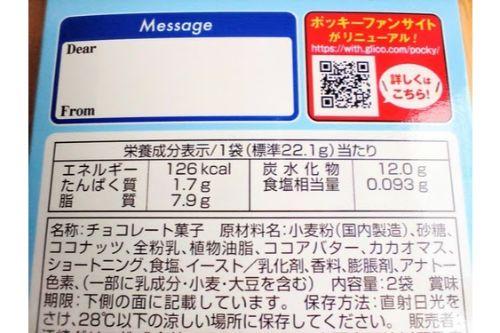 Message
Dear
From
ポッキーファンサイト
がリニューアル！
https://with.glico.com/pocky/
詳しくは
こちら！
栄養成分表示/1袋（標準22.1g）当たり
エネルギー 126kcal 炭水化物 12.0g
たんぱく質 1.7g 食塩相当量 0.093g
脂質 7.9g
名称：チョコレート菓子 原材料名：小麦粉（国内製造）、砂糖、
ココナッツ、全粉乳、植物油脂、ココアバター、カカオマス、
ショートニング、食塩、イースト／乳化剤、香料、膨脹剤、アナトー
色素、（一部に乳成分・小麦・大豆を含む） 内容量：2袋 賞味
期限：下側の面に記載しています。 保存方法：直射日光をさ
け、28℃以下の涼しい場所に保存してください。 販売者：